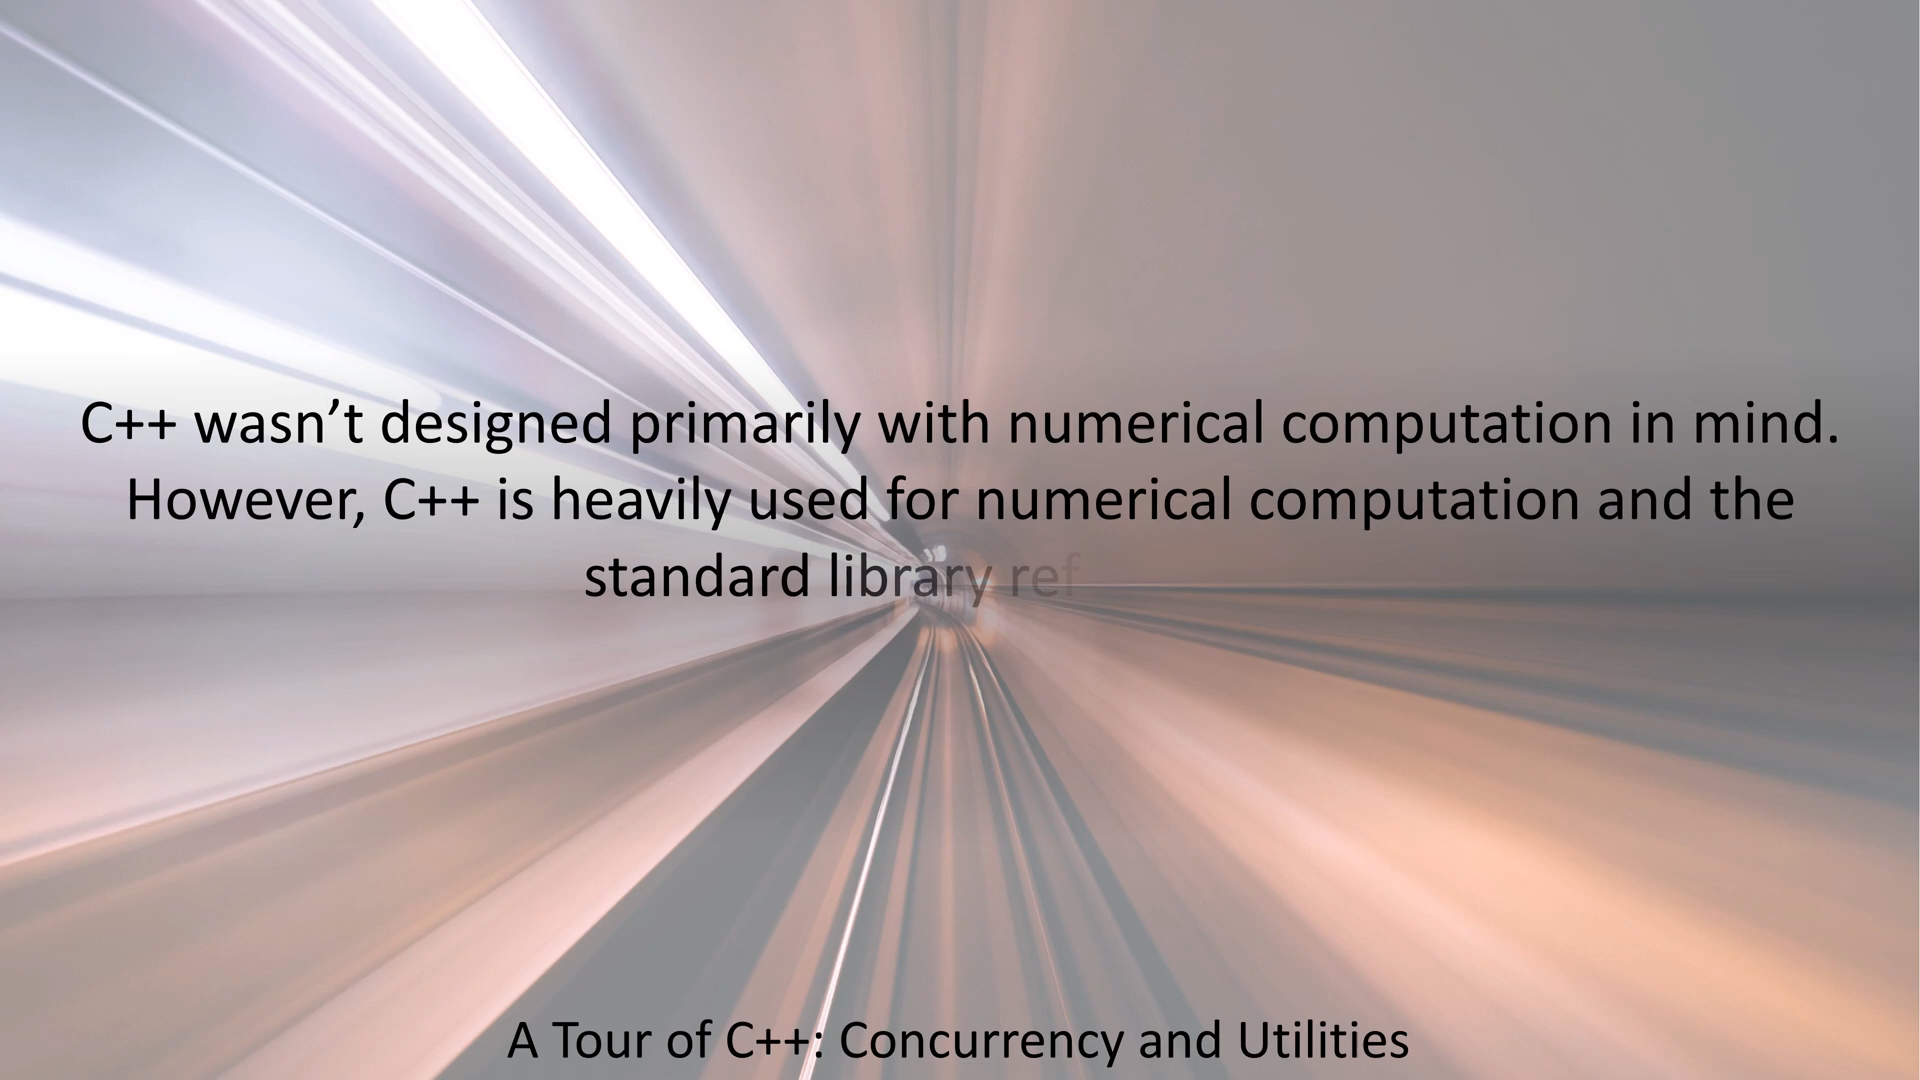 C++ wasn’t designed primarily with numerical computation in mind.
However, C++ is heavily used for numerical computation and the
standard library ref
A Tour of C++: Concurrency and Utilities